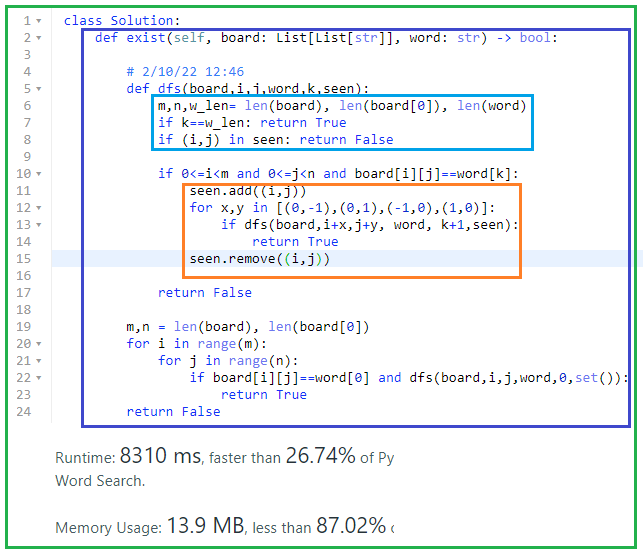 1 class Solution:
2 def exist(self, board: List[List[str]], word: str) -> bool:
3
4 # 2/10/22 12:46
5 def dfs(board,i,j,word,k,seen):
6 m,n,w_len= len(board), len(board[0]), len(word)
7 if k==w_len: return True
8 if (i,j) in seen: return False
9
10 if 0<=i<m and 0<=j<n and board[i][j]==word[k]:
11 seen.add((i,j))
12 for x,y in [(0,-1),(0,1),(-1,0),(1,0)]:
13 if dfs(board,i+x,j+y, word, k+1,seen):
14 return True
15 seen.remove((i,j))
16
17 return False
18
19 m,n = len(board), len(board[0])
20 for i in range(m):
21 for j in range(n):
22 if board[i][j]==word[0] and dfs(board,i,j,word,0,set()):
23 return True
24 return False
Runtime: 8310 ms, faster than 26.74% of Py
Word Search.
Memory Usage: 13.9 MB, less than 87.02%